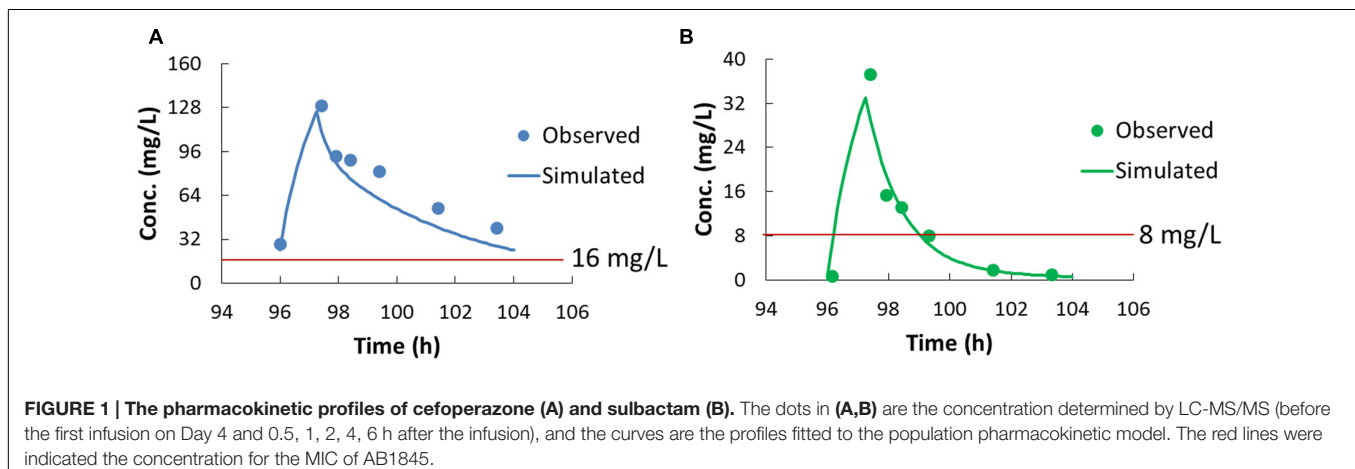 A
160
128
96
64
32
0
Conc. (mg/L)
Observed
Simulated
16 mg/L
94 96 98 100 102 104 106
Time (h)
B
40
32
24
16
8
0
Conc. (mg/L)
Observed
Simulated
8 mg/L
94 96 98 100 102 104 106
Time (h)
FIGURE 1 | The pharmacokinetic profiles of cefoperazone (A) and sulbactam (B). The dots in (A,B) are the concentration determined by LC-MS/MS (before
the first infusion on Day 4 and 0.5, 1, 2, 4, 6 h after the infusion), and the curves are the profiles fitted to the population pharmacokinetic model. The red lines were
indicated the concentration for the MIC of AB1845.